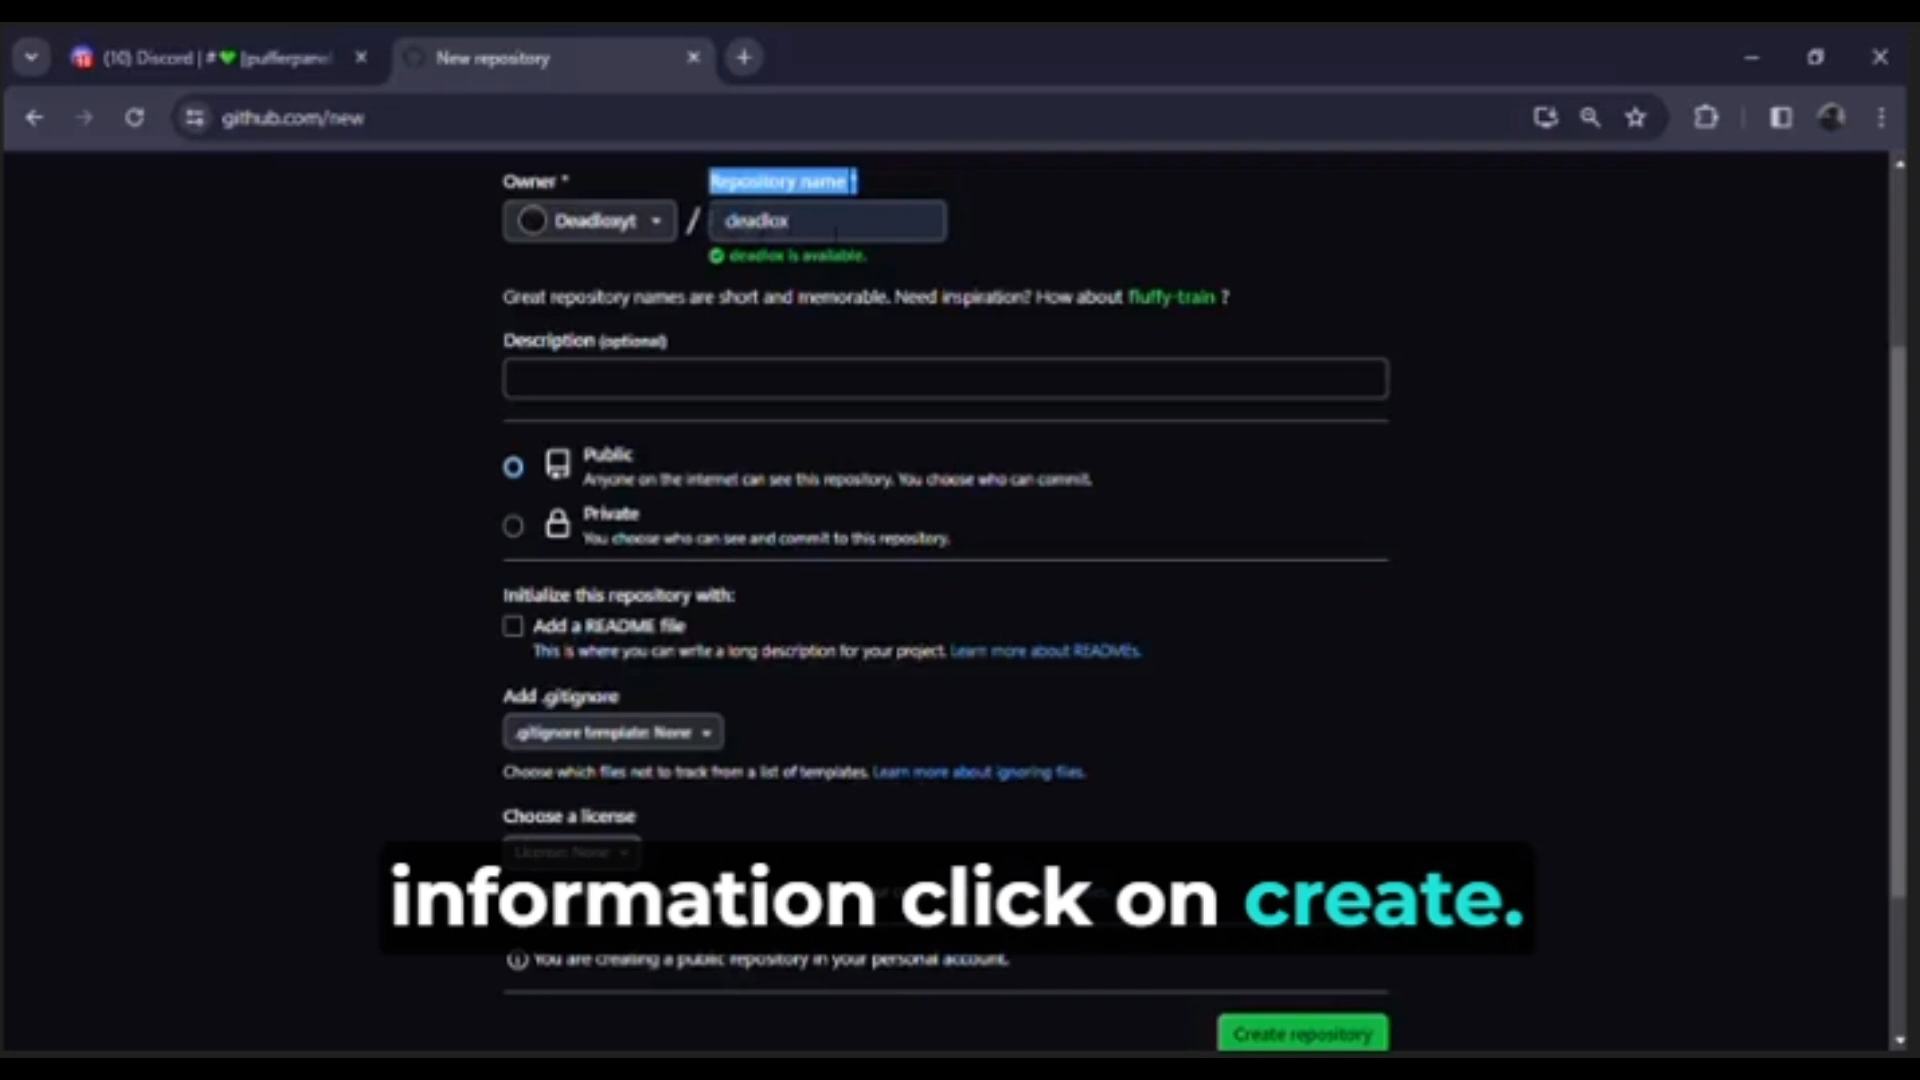 (10) Discord | # 💚 |pufferpanel
New repository
github.com/new
Owner *
Repository name *
Deadloxyt
/
deadlox
deadlox is available.
Great repository names are short and memorable. Need inspiration? How about fluffy-train ?
Description (optional)
Public
Anyone on the internet can see this repository. You choose who can commit.
Private
You choose who can see and commit to this repository.
Initialize this repository with:
Add a README file
This is where you can write a long description for your project. Learn more about READMEs.
Add .gitignore
.gitignore template: None
Choose which files not to track from a list of templates. Learn more about ignoring files.
Choose a license
License: None
information click on create.
You are creating a public repository in your personal account.
Create repository